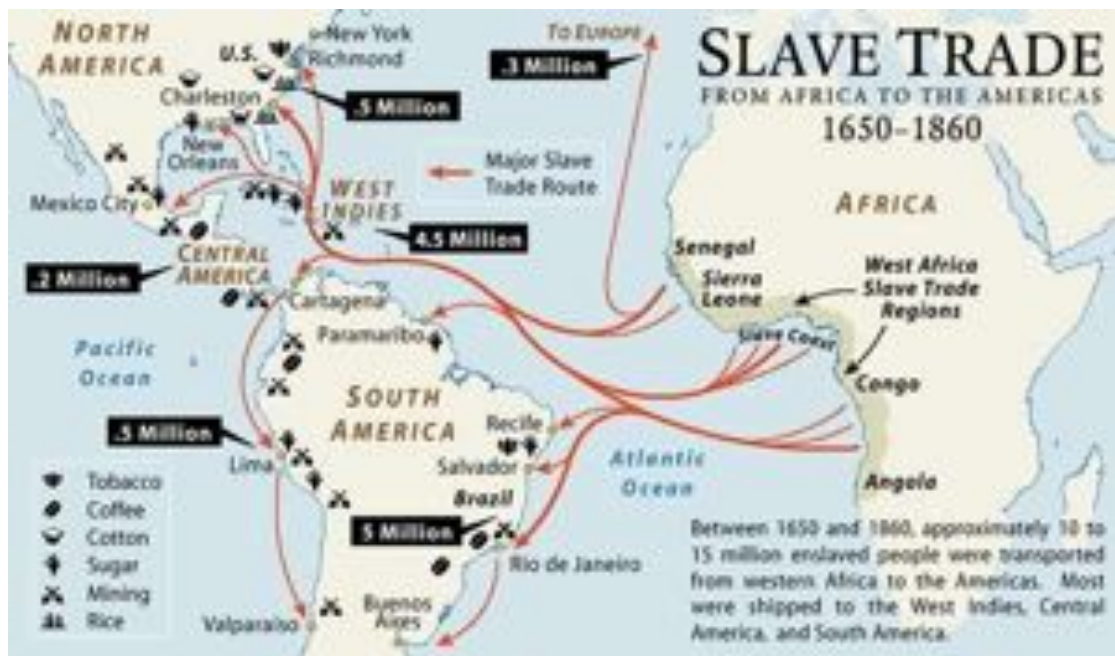 SLAVE TRADE
FROM AFRICA TO THE AMERICAS
1650-1860
NORTH
AMERICA
U.S.
New York
Richmond
Charleston
New
Orleans
Mexico City
.5 Million
.3 Million
TO EUROPE
Major Slave
Trade Route
WEST
INDIES
4.5 Million
CENTRAL
AMERICA
.2 Million
Cartagena
Paramaribo
Pacific
Ocean
SOUTH
AMERICA
.5 Million
Lima
Recife
Salvador
Brazil
5 Million
Rio de Janeiro
Buenos
Aires
Valparaiso
Atlantic
Ocean
AFRICA
Senegal
Sierra
Leone
West Africa
Slave Trade
Regions
Slave Coast
Congo
Angola
Tobacco
Coffee
Cotton
Sugar
Mining
Rice
Between 1650 and 1860, approximately 10 to
15 million enslaved people were transported
from western Africa to the Americas. Most
were shipped to the West Indies, Central
America, and South America.